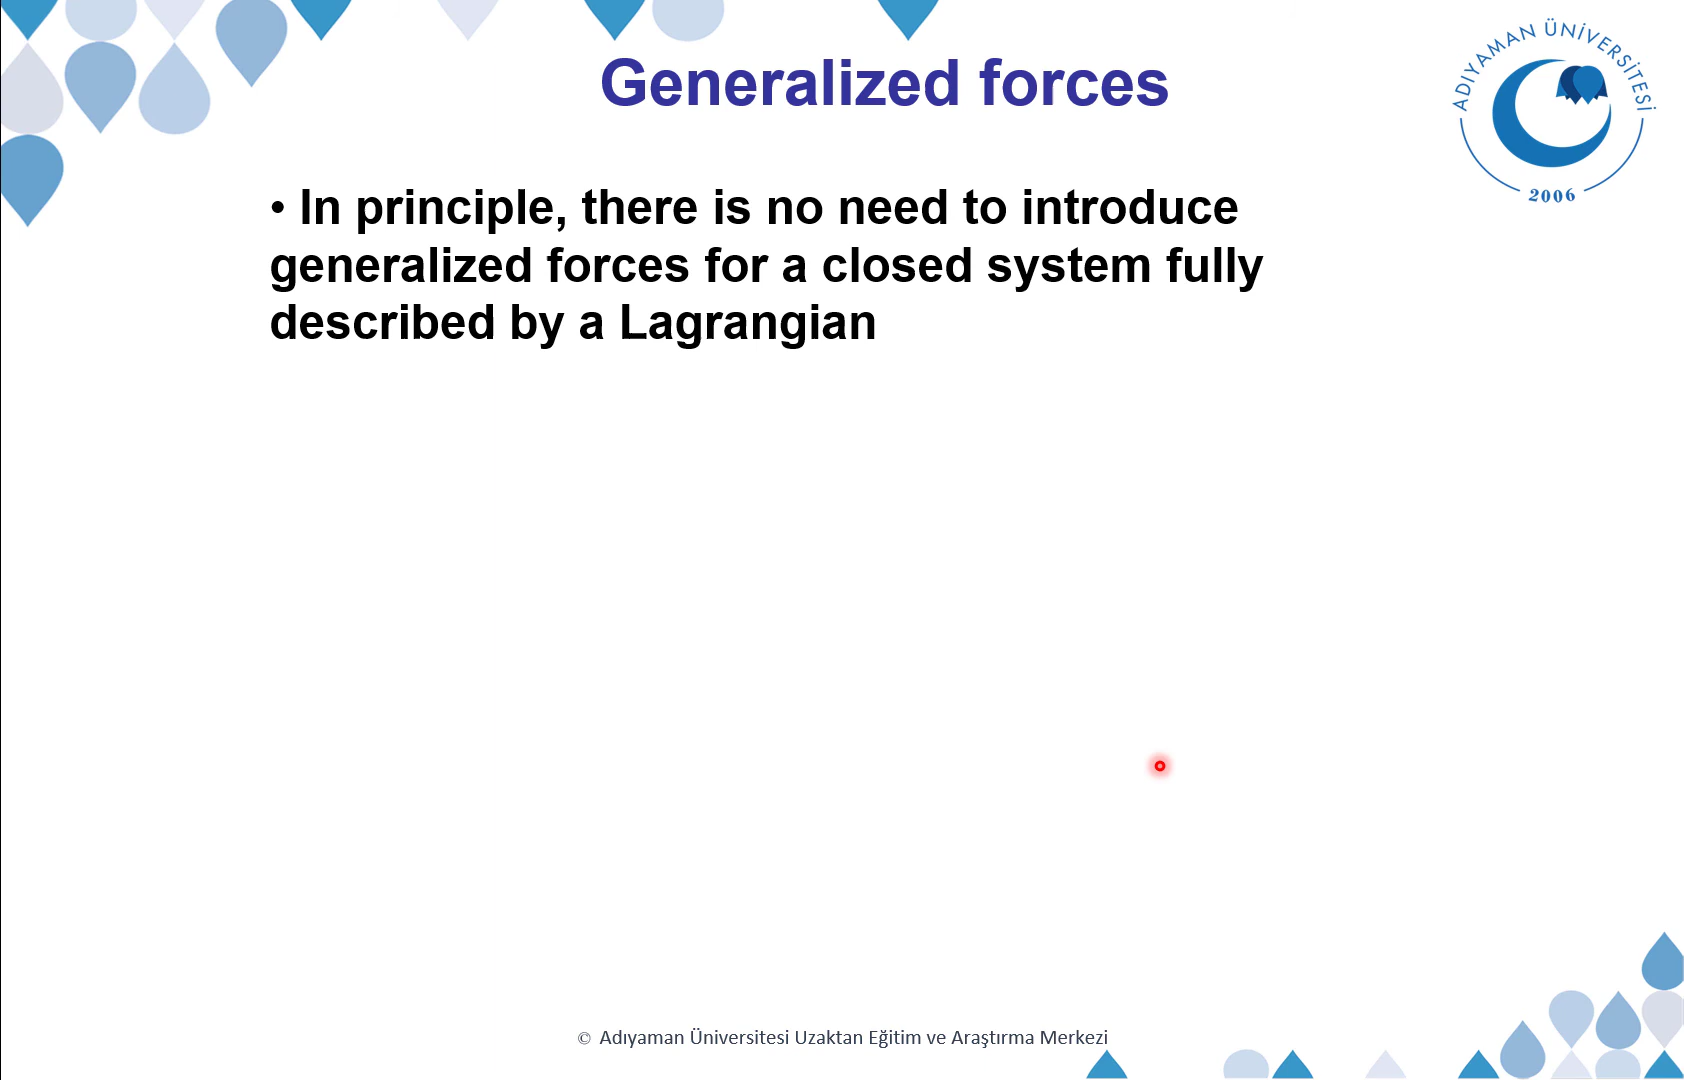 Generalized forces
ADIYAMAN ÜNİVERSİTESİ
2006
• In principle, there is no need to introduce
generalized forces for a closed system fully
described by a Lagrangian
© Adıyaman Üniversitesi Uzaktan Eğitim ve Araştırma Merkezi